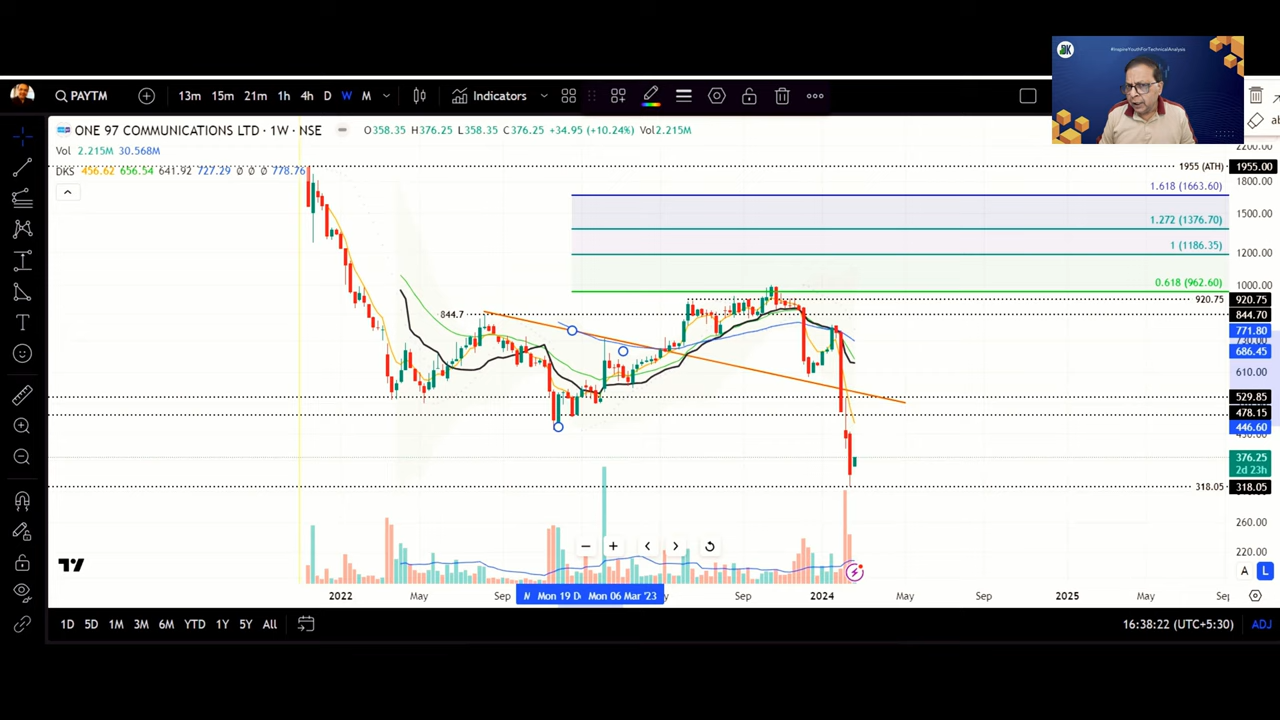 DK
#InspireYouthForTechnicalAnalysis
PAYTM
13m 15m 21m 1h 4h D W M
Indicators
ONE 97 COMMUNICATIONS LTD · 1W · NSE
O358.35 H376.25 L358.35 C376.25 +34.95 (+10.24%) Vol2.215M
Vol 2.215M 30.568M
DKS 456.62 656.54 641.92 727.29 Ø Ø Ø 778.76
1955 (ATH)
1955.00
1.618 (1663.60)
1800.00
1500.00
1.272 (1376.70)
1 (1186.35)
1200.00
0.618 (962.60)
1000.00
920.75
920.75
844.7
844.70
771.80
686.45
610.00
529.85
478.15
446.60
376.25
2d 23h
318.05
318.05
260.00
220.00
2022 May Sep Mon 19 D Mon 06 Mar '23 Sep 2024 May Sep 2025 May
A L
1D 5D 1M 3M 6M YTD 1Y 5Y All
16:38:22 (UTC+5:30)
ADJ